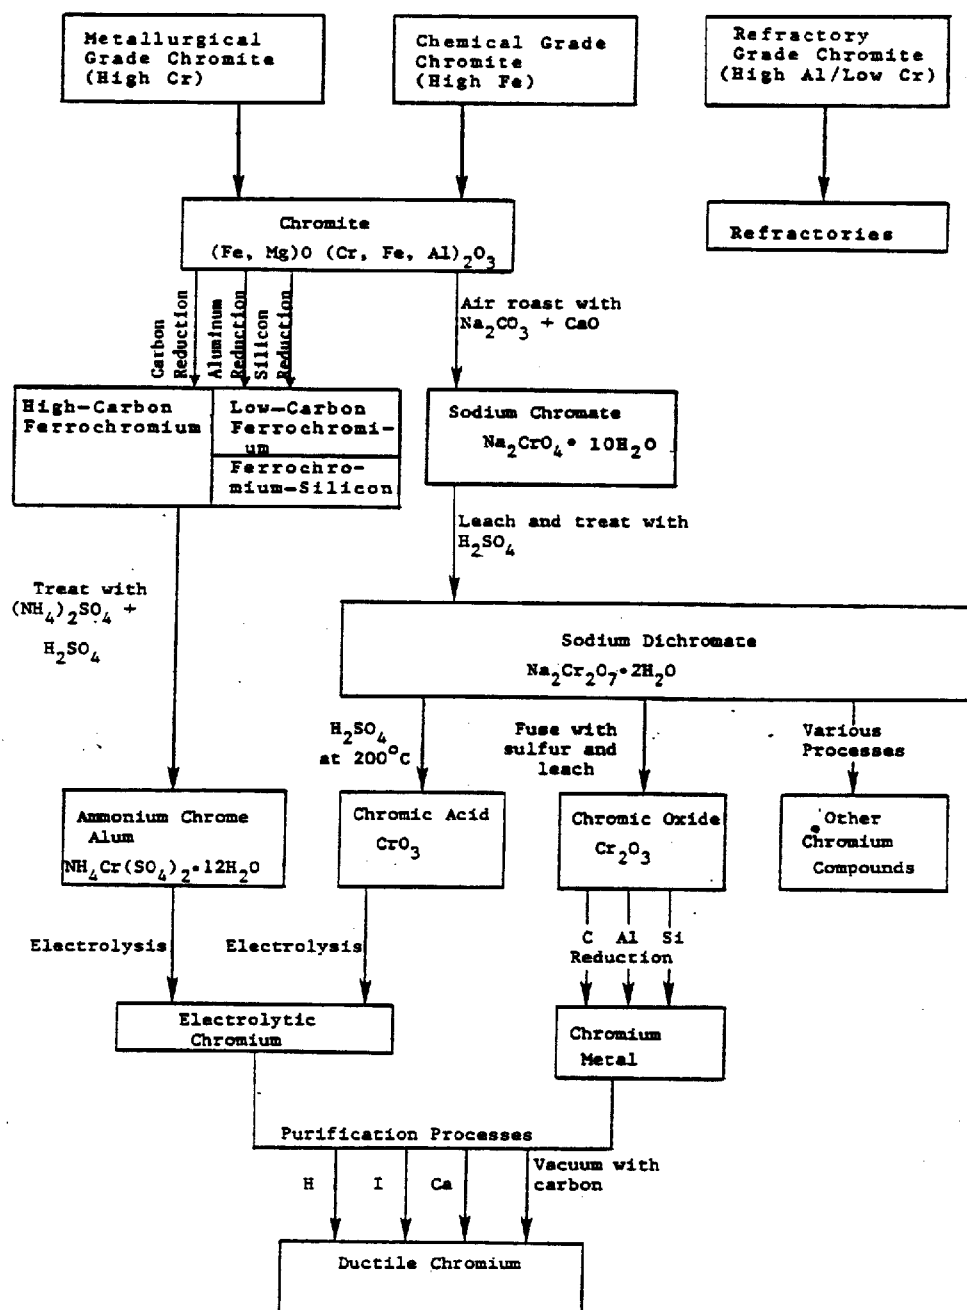 Metallurgical
Grade Chromite
(High Cr)
Chemical Grade
Chromite
(High Fe)
Refractory
Grade Chromite
(High Al/Low Cr)
Chromite
(Fe, Mg)O (Cr, Fe, Al)₂O₃
Refractories
Carbon
Reduction
Aluminum
Reduction
Silicon
Reduction
Air roast with
Na₂CO₃ + CaO
High-Carbon
Ferrochromium
Low-Carbon
Ferrochromi-
um
Ferrochro-
mium-Silicon
Sodium Chromate
Na₂CrO₄• 10H₂O
Leach and treat with
H₂SO₄
Treat with
(NH₄)₂SO₄ +
H₂SO₄
Sodium Dichromate
Na₂Cr₂O₇•2H₂O
H₂SO₄
at 200°C
Fuse with
sulfur and
leach
Various
Processes
Ammonium Chrome
Alum
NH₄Cr(SO₄)₂•12H₂O
Chromic Acid
CrO₃
Chromic Oxide
Cr₂O₃
Other
Chromium
Compounds
Electrolysis
Electrolysis
C Al Si
Reduction
Electrolytic
Chromium
Chromium
Metal
Purification Processes
H I Ca
Vacuum with
carbon
Ductile Chromium